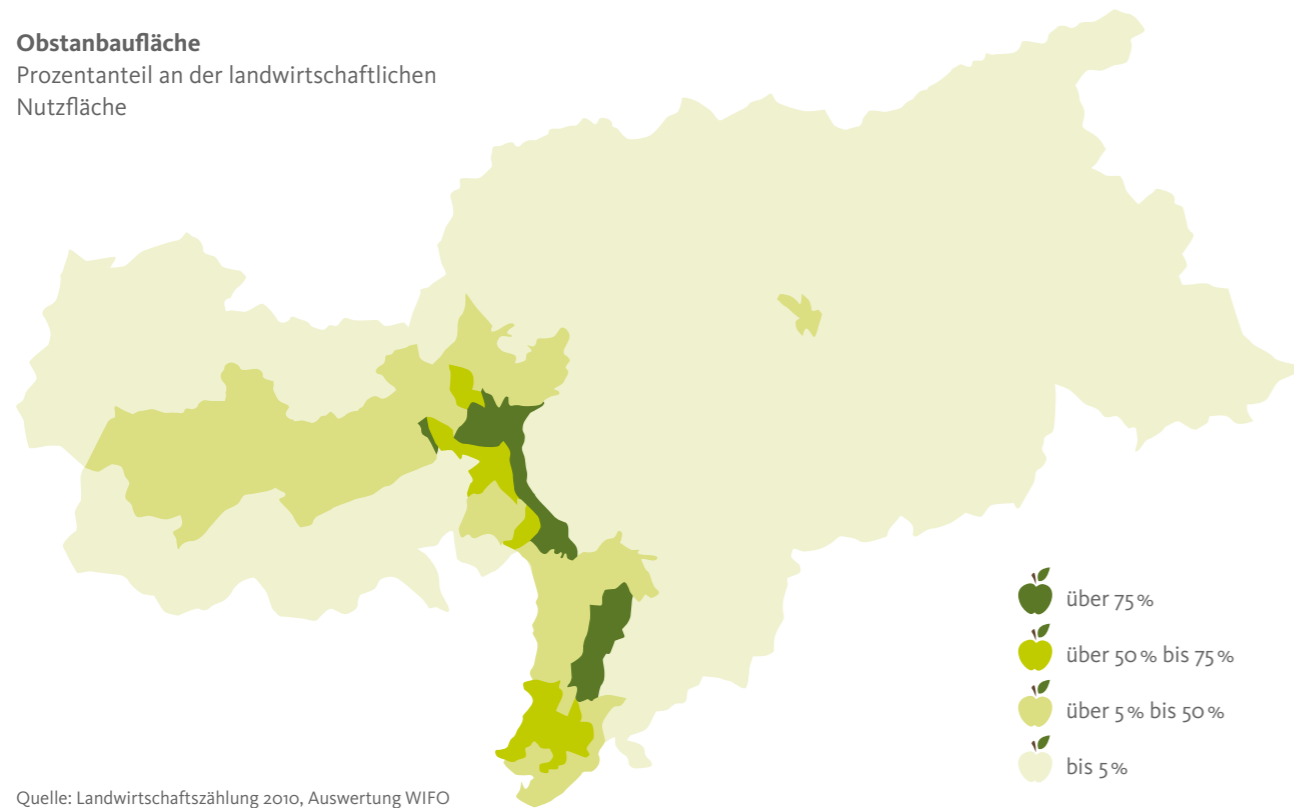 Obstanbaufläche
Prozentanteil an der landwirtschaftlichen
Nutzfläche
über 75 %
über 50 % bis 75 %
über 5 % bis 50 %
bis 5 %
Quelle: Landwirtschaftszählung 2010, Auswertung WIFO